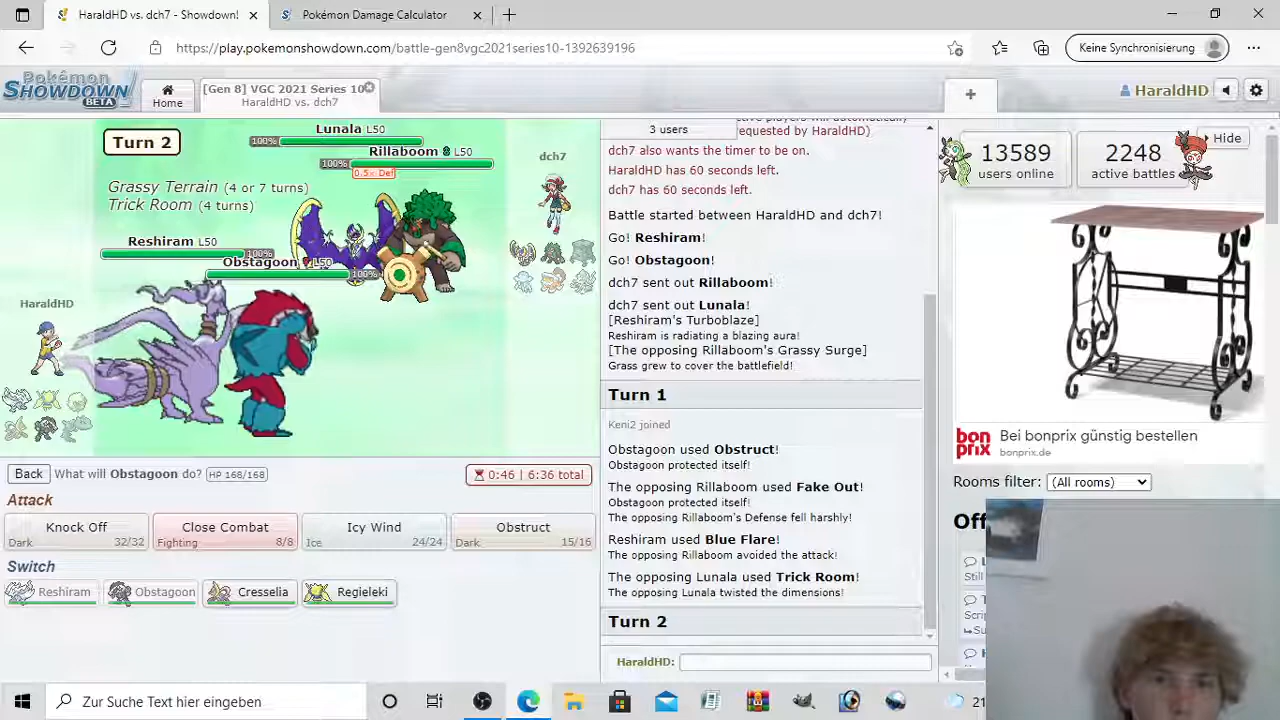 HaraldHD vs. dch7 - Showdown!
Pokémon Damage Calculator
https://play.pokemonshowdown.com/battle-gen8vgc2021series10-1392639196
Keine Synchronisierung
Pokémon
SHOWDOWN
BETA
Home
[Gen 8] VGC 2021 Series 10
HaraldHD vs. dch7
HaraldHD
Turn 2
Grassy Terrain (4 or 7 turns)
Trick Room (4 turns)
Lunala L50
100%
Rillaboom L50
100%
0.5× Def
dch7
Reshiram L50
100%
Obstagoon L50
100%
HaraldHD
3 users
requested by HaraldHD)
dch7 also wants the timer to be on.
HaraldHD has 60 seconds left.
dch7 has 60 seconds left.
Battle started between HaraldHD and dch7!
Go! Reshiram!
Go! Obstagoon!
dch7 sent out Rillaboom!
dch7 sent out Lunala!
[Reshiram's Turboblaze]
Reshiram is radiating a blazing aura!
[The opposing Rillaboom's Grassy Surge]
Grass grew to cover the battlefield!
Turn 1
Keni2 joined
Obstagoon used Obstruct!
Obstagoon protected itself!
The opposing Rillaboom used Fake Out!
Obstagoon protected itself!
The opposing Rillaboom's Defense fell harshly!
Reshiram used Blue Flare!
The opposing Rillaboom avoided the attack!
The opposing Lunala used Trick Room!
The opposing Lunala twisted the dimensions!
Turn 2
HaraldHD:
Back What will Obstagoon do? HP 168/168
0:46 | 6:36 total
Attack
Knock Off
Dark 32/32
Close Combat
Fighting 8/8
Icy Wind
Ice 24/24
Obstruct
Dark 15/16
Switch
Reshiram Obstagoon Cresselia Regieleki
13589
users online
2248
active battles
Hide
bon
prix
Bei bonprix günstig bestellen
bonprix.de
Rooms filter: (All rooms)
Off
Still
Zur Suche Text hier eingeben